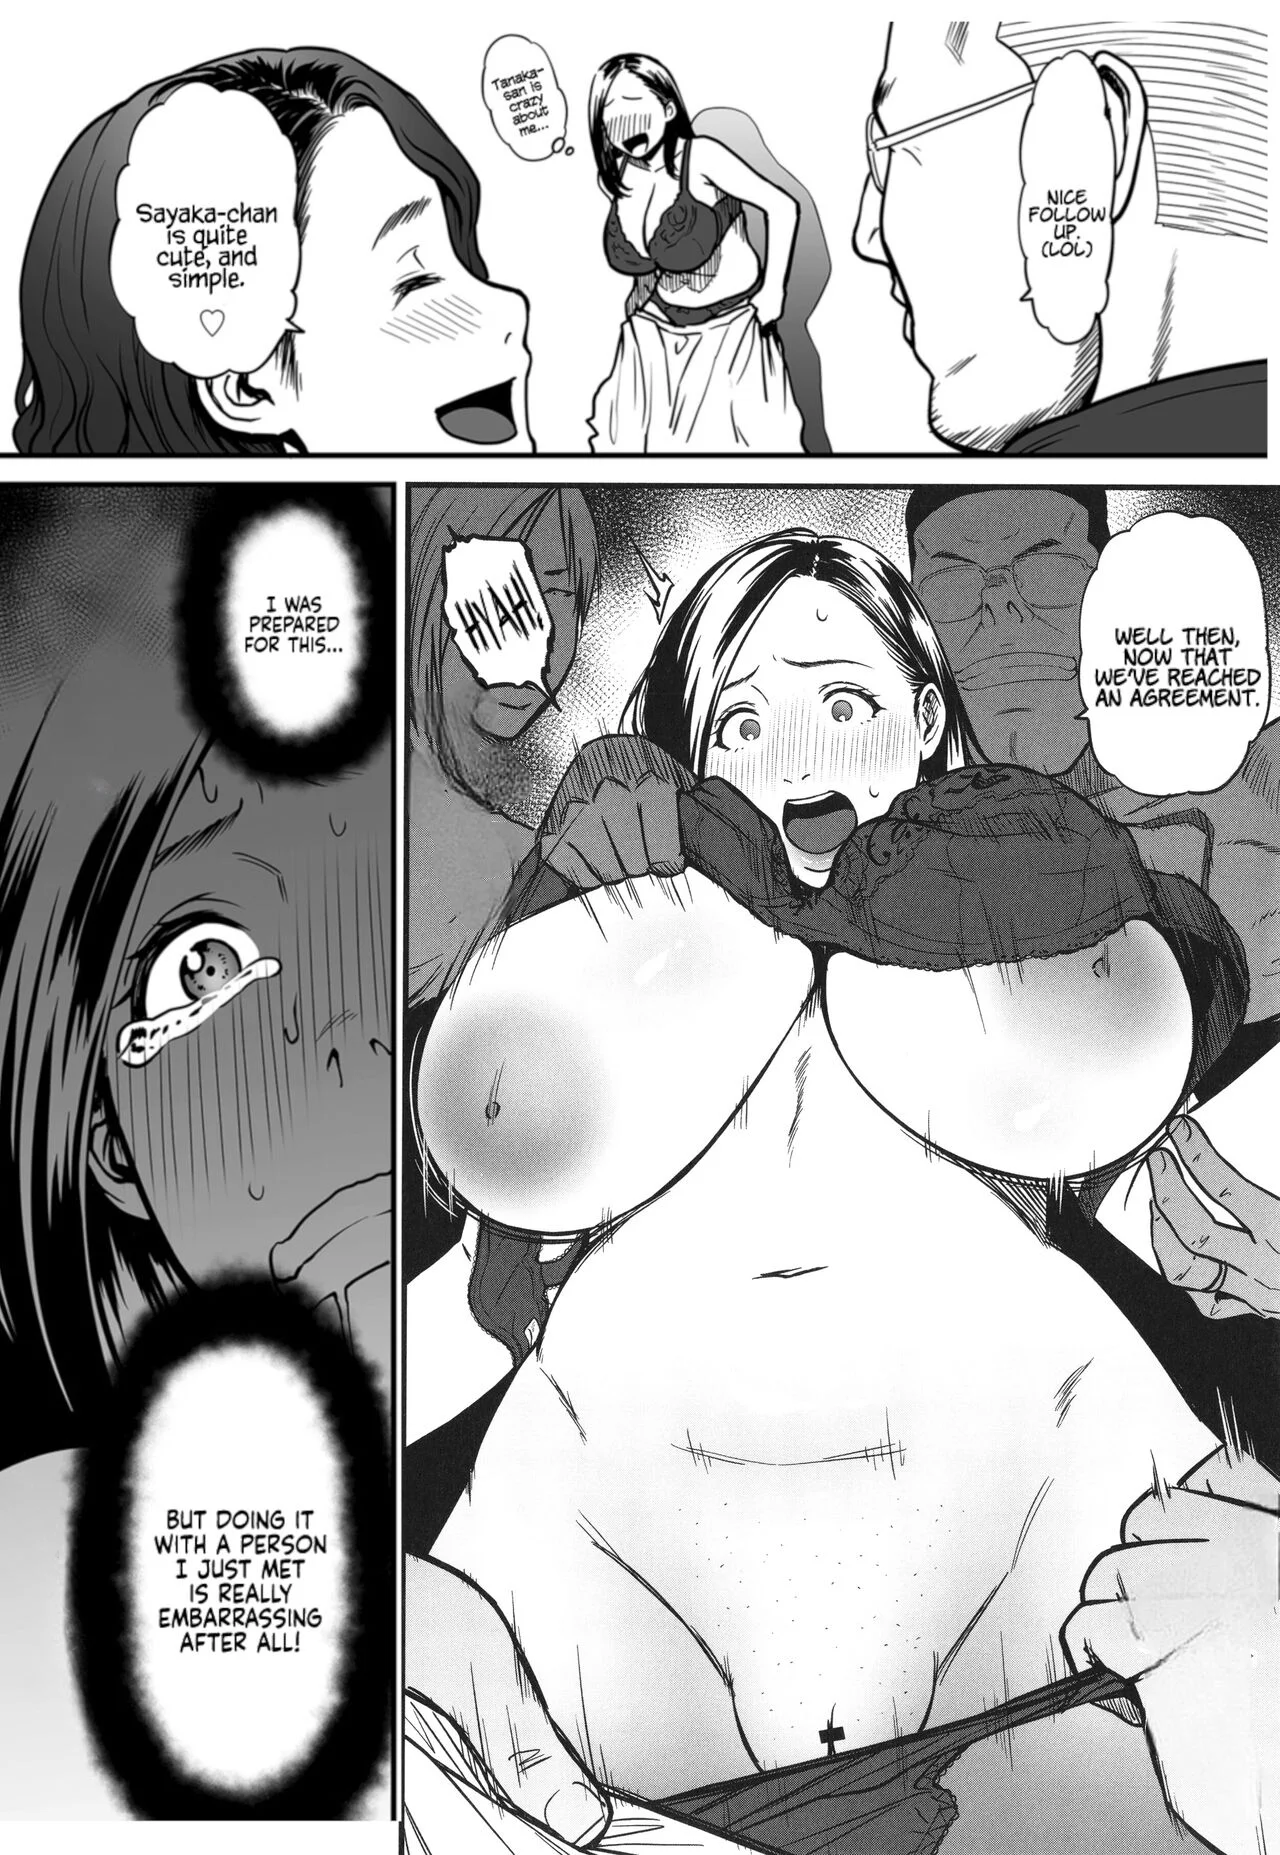 NICE
FOLLOW
UP.
(LOL)
Tanaka-
san is
crazy
about
me...
Sayaka-chan
is quite
cute, and
simple.
♡
WELL THEN,
NOW THAT
WE'VE REACHED
AN AGREEMENT.
HYAH!
I WAS
PREPARED
FOR THIS...
BUT DOING IT
WITH A PERSON
I JUST MET
IS REALLY
EMBARRASSING
AFTER ALL!